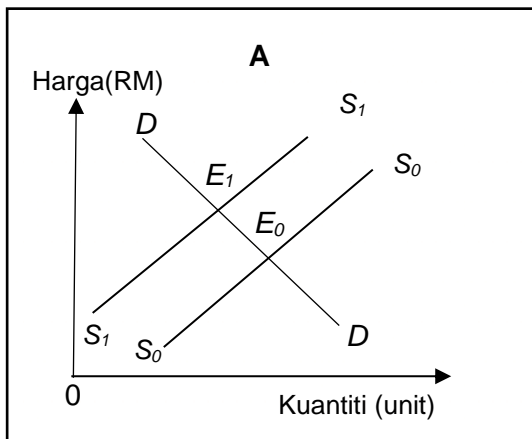 A
Harga(RM)
D
S₁
E₁
S₀
E₀
S₁
S₀
D
0
Kuantiti (unit)